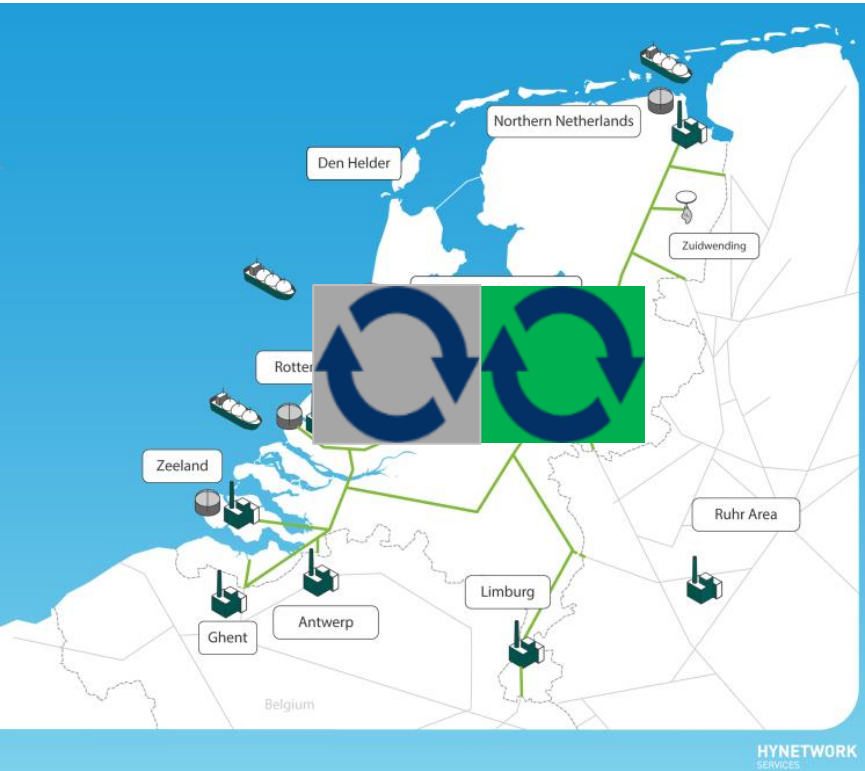 Northern Netherlands
Den Helder
Zuidwending
Zeeland
Ruhr Area
Limburg
Antwerp
Ghent
Belgium
HYNETWORK
SERVICES